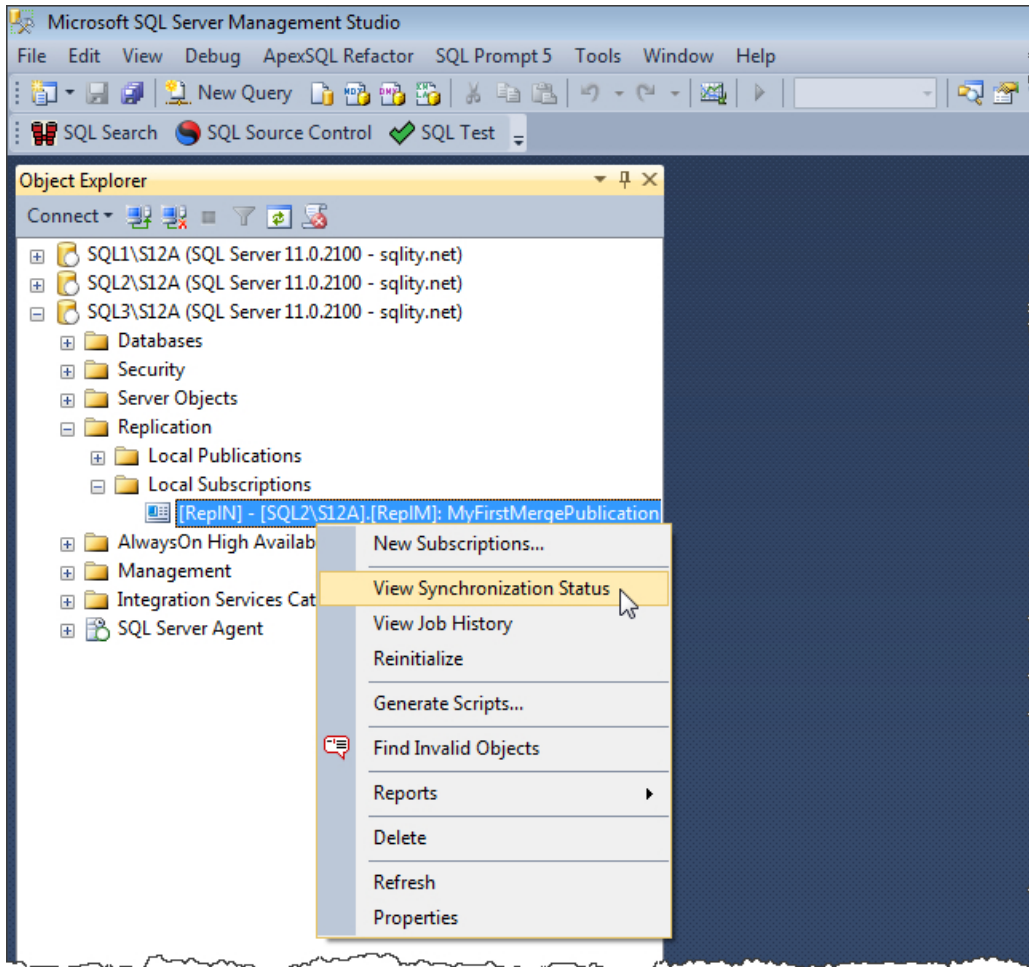 Microsoft SQL Server Management Studio
File Edit View Debug ApexSQL Refactor SQL Prompt 5 Tools Window Help
New Query
SQL Search SQL Source Control SQL Test
Object Explorer
Connect
SQL1\S12A (SQL Server 11.0.2100 - sqlity.net)
SQL2\S12A (SQL Server 11.0.2100 - sqlity.net)
SQL3\S12A (SQL Server 11.0.2100 - sqlity.net)
Databases
Security
Server Objects
Replication
Local Publications
Local Subscriptions
[RepIN] - [SQL2\S12A].[RepIM]: MyFirstMergePublication
AlwaysOn High Availab
Management
Integration Services Cat
SQL Server Agent
New Subscriptions...
View Synchronization Status
View Job History
Reinitialize
Generate Scripts...
Find Invalid Objects
Reports
Delete
Refresh
Properties